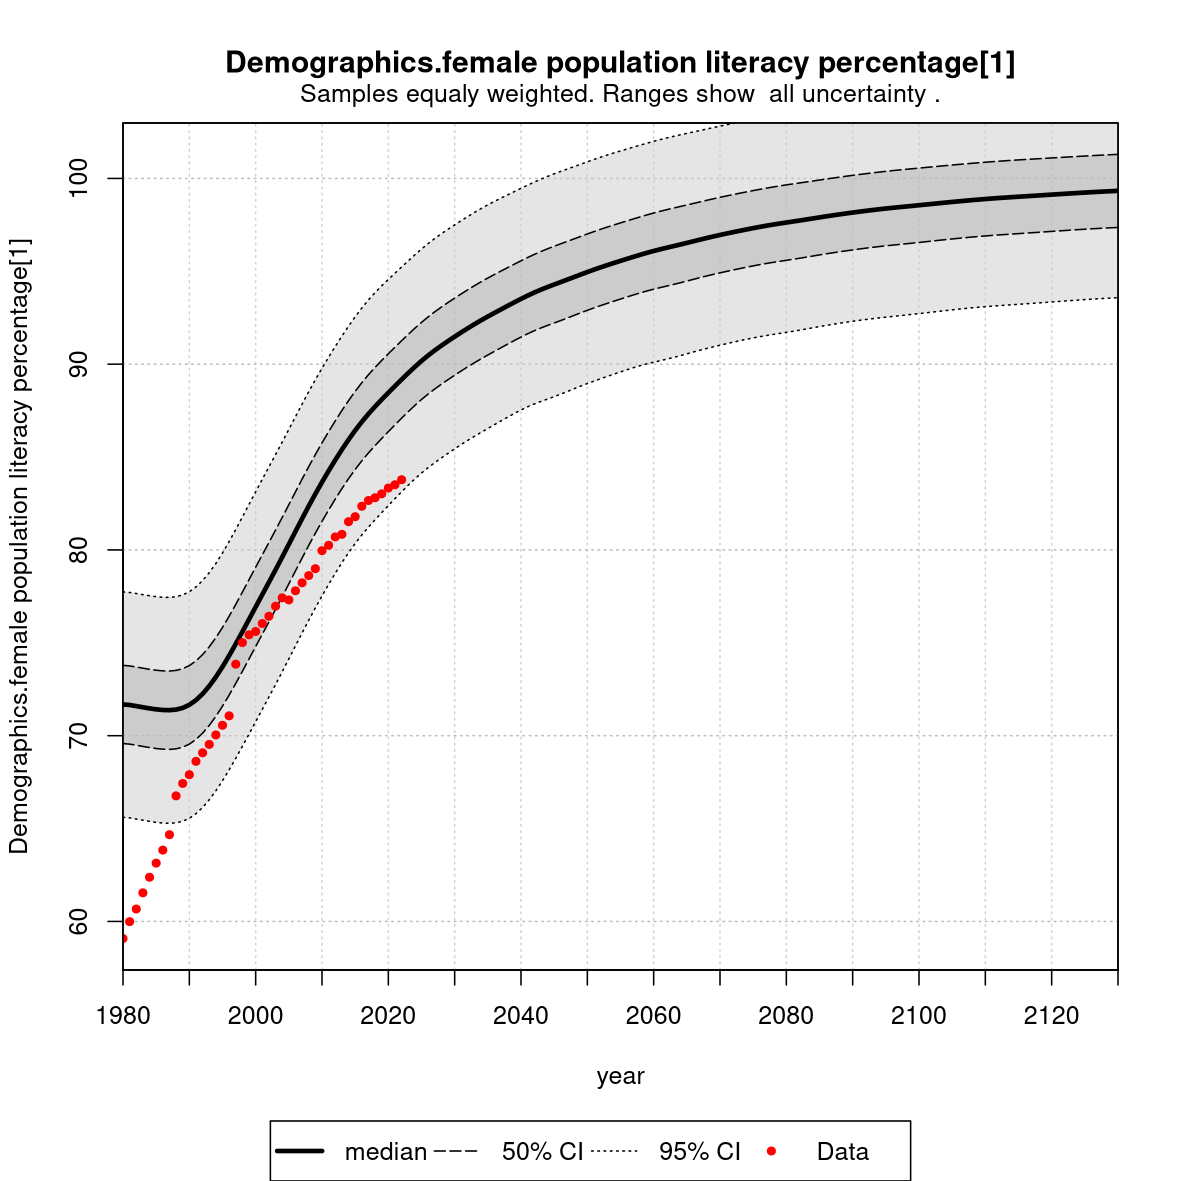 Demographics.female population literacy percentage[1]
Samples equaly weighted. Ranges show  all uncertainty .
Demographics.female population literacy percentage[1]
100
90
80
70
60
1980 2000 2020 2040 2060 2080 2100 2120
year
median 50% CI 95% CI Data